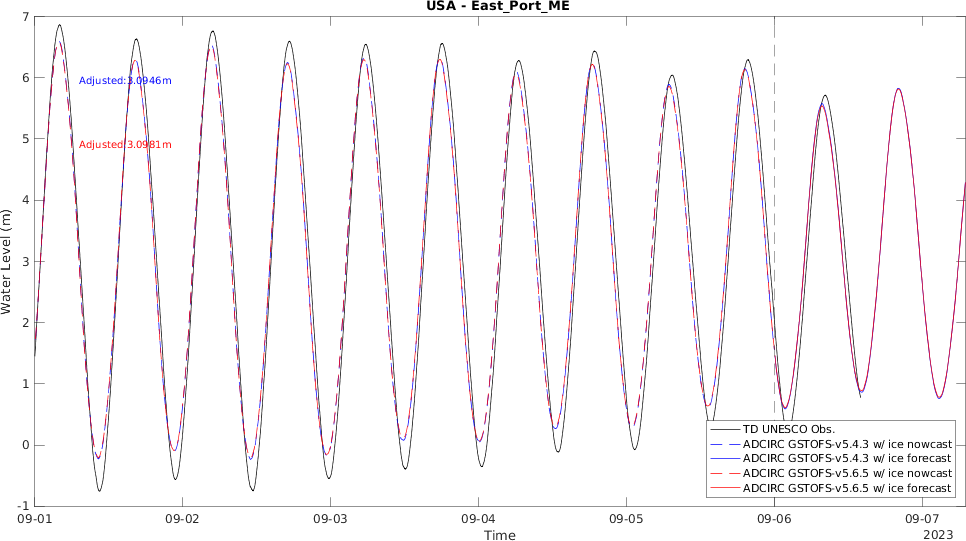 USA - East_Port_ME
7
6
5
4
3
2
1
0
-1
Water Level (m)
Adjusted:3.0946m
Adjusted:3.0981m
TD UNESCO Obs.
ADCIRC GSTOFS-v5.4.3 w/ ice nowcast
ADCIRC GSTOFS-v5.4.3 w/ ice forecast
ADCIRC GSTOFS-v5.6.5 w/ ice nowcast
ADCIRC GSTOFS-v5.6.5 w/ ice forecast
09-01 09-02 09-03 09-04 09-05 09-06 09-07
Time
2023